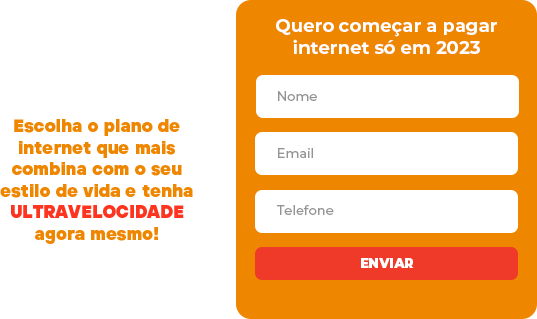 Escolha o plano de
internet que mais
combina com o seu
estilo de vida e tenha
ULTRAVELOCIDADE
agora mesmo!
Quero começar a pagar
internet só em 2023
Nome
Email
Telefone
ENVIAR